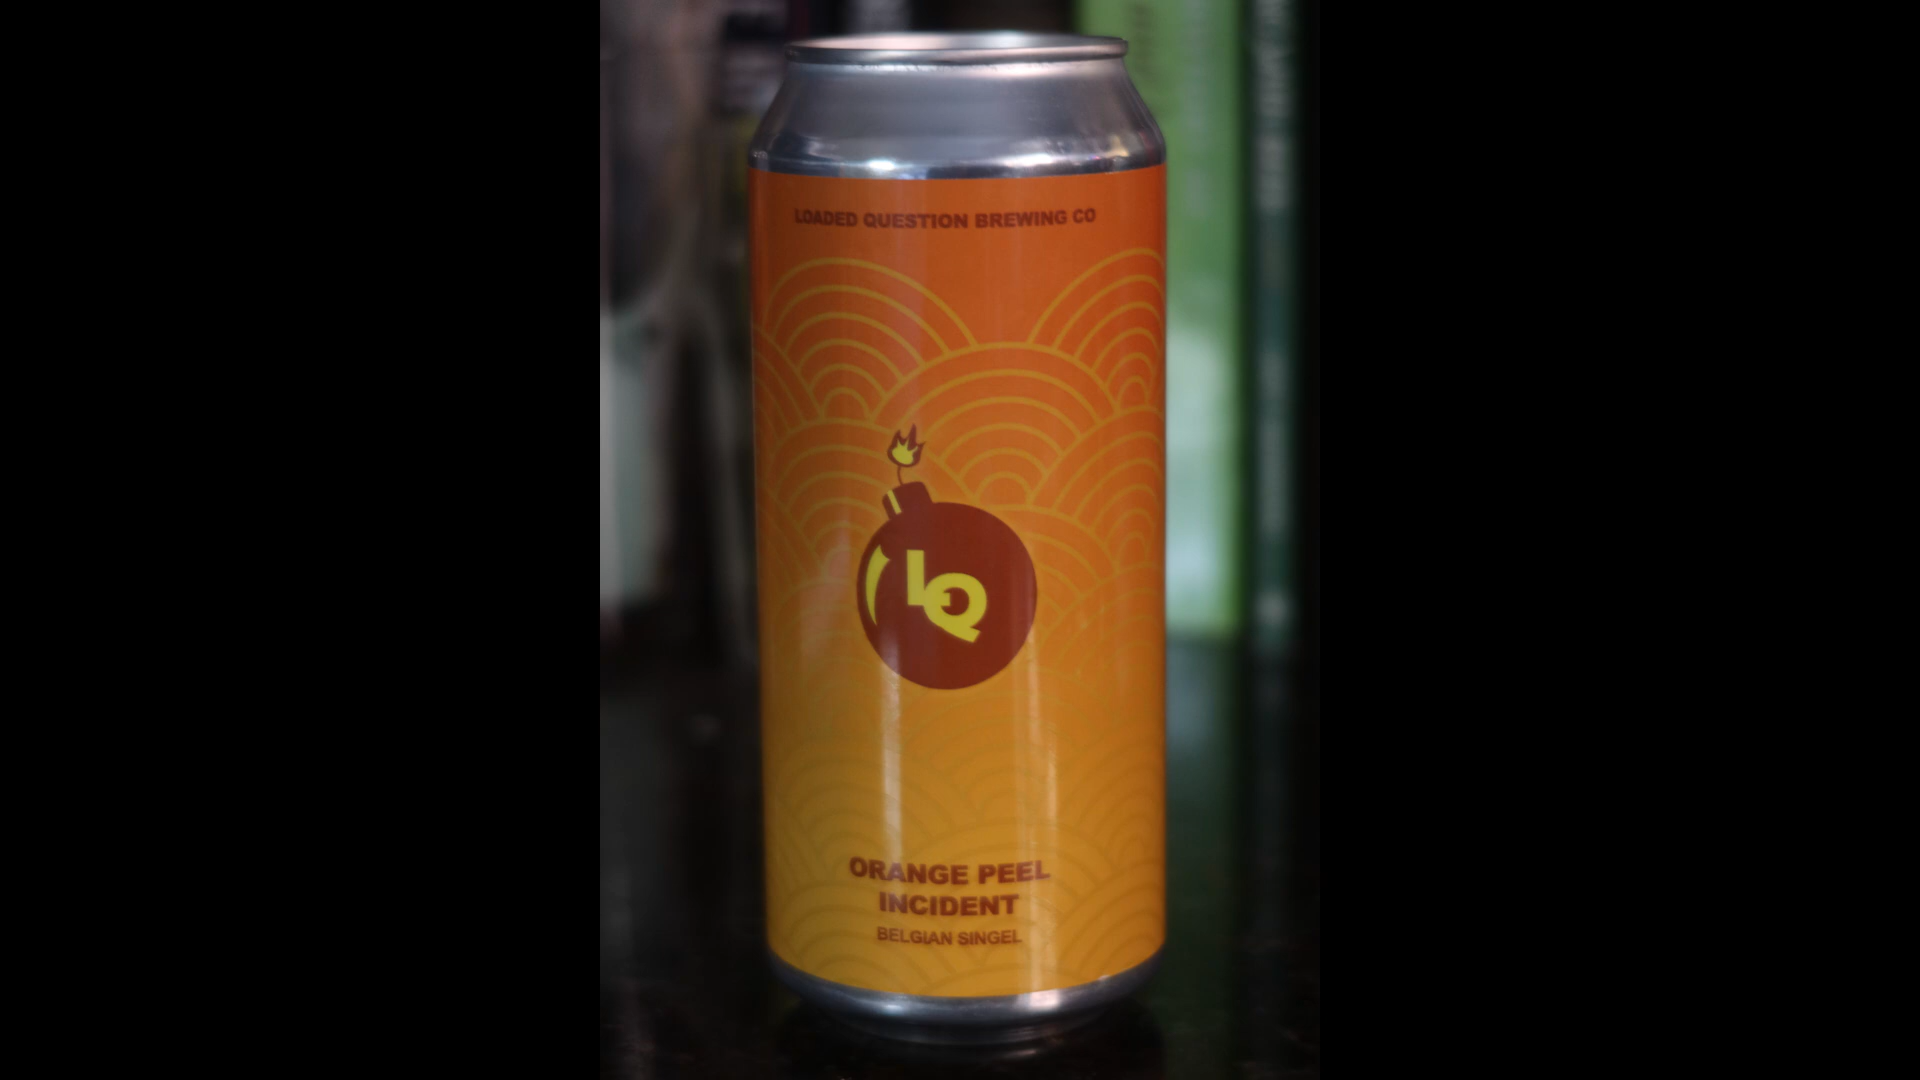 LOADED QUESTION BREWING CO
LQ
ORANGE PEEL
INCIDENT
BELGIAN SINGEL